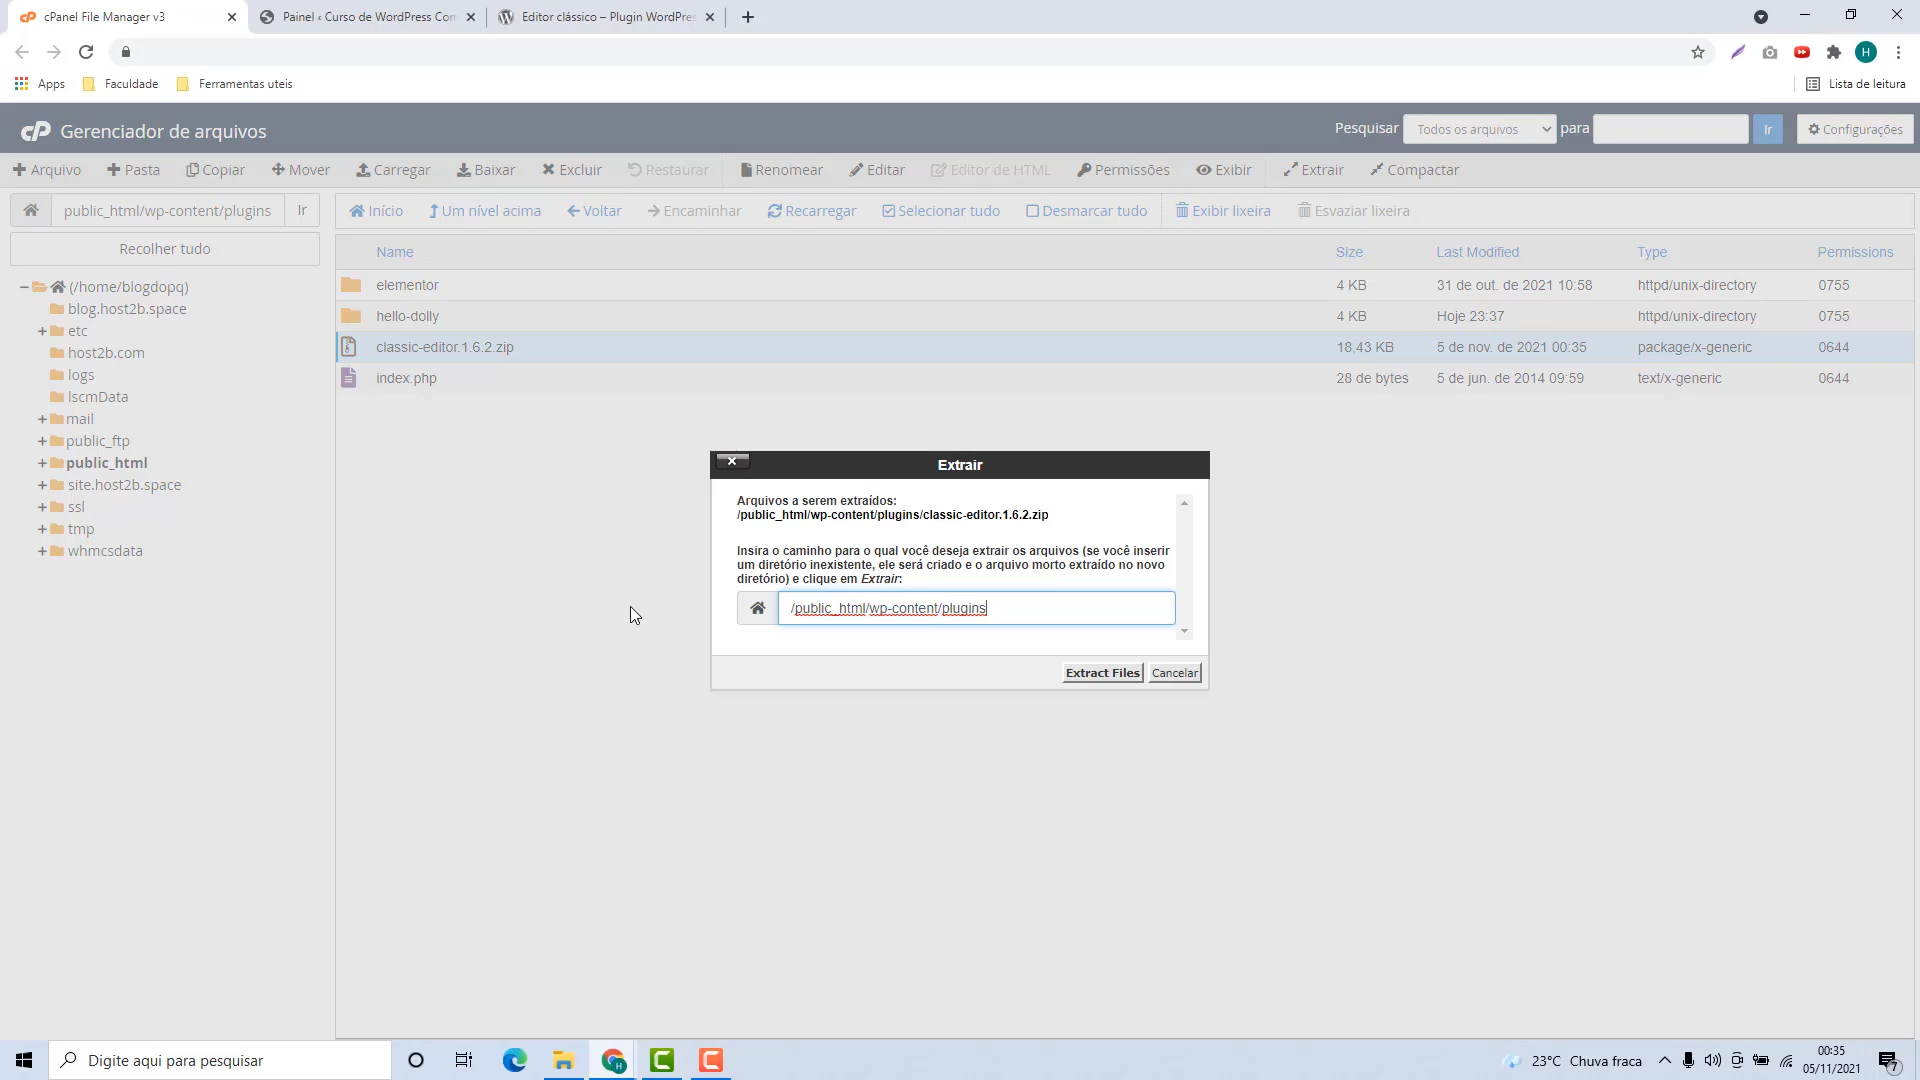 cPanel File Manager v3
Painel ‹ Curso de WordPress Con
Editor clássico – Plugin WordPres
H
Apps
Faculdade
Ferramentas uteis
Lista de leitura
cP Gerenciador de arquivos
Pesquisar Todos os arquivos para Ir Configurações
Arquivo Pasta Copiar Mover Carregar Baixar Excluir Restaurar Renomear Editar Editor de HTML Permissões Exibir Extrair Compactar
public_html/wp-content/plugins Ir
Início Um nível acima Voltar Encaminhar Recarregar Selecionar tudo Desmarcar tudo Exibir lixeira Esvaziar lixeira
Recolher tudo
(/home/blogdopq)
blog.host2b.space
etc
host2b.com
logs
lscmData
mail
public_ftp
public_html
site.host2b.space
ssl
tmp
whmcsdata
Name Size Last Modified Type Permissions
elementor 4 KB 31 de out. de 2021 10:58 httpd/unix-directory 0755
hello-dolly 4 KB Hoje 23:37 httpd/unix-directory 0755
classic-editor.1.6.2.zip 18,43 KB 5 de nov. de 2021 00:35 package/x-generic 0644
index.php 28 de bytes 5 de jun. de 2014 09:59 text/x-generic 0644
Extrair
Arquivos a serem extraídos:
/public_html/wp-content/plugins/classic-editor.1.6.2.zip
Insira o caminho para o qual você deseja extrair os arquivos (se você inserir
um diretório inexistente, ele será criado e o arquivo morto extraído no novo
diretório) e clique em Extrair:
/public_html/wp-content/plugins
Extract Files Cancelar
Digite aqui para pesquisar
23°C Chuva fraca
00:35
05/11/2021
7